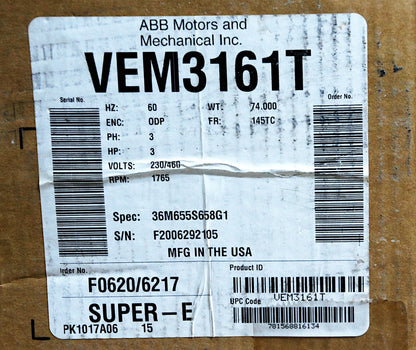 ABB Motors and
Mechanical Inc.
VEM3161T
Serial No.
Order No.
HZ: 60 WT: 74.000
ENC: ODP FR: 145TC
PH: 3
HP: 3
VOLTS: 230/460
RPM: 1765
Spec: 36M655S658G1
S/N: F2006292105
MFG IN THE USA
Order No. Product ID
F0620/6217
VEM3161T
UPC Code
SUPER-E
781568816134
PK1017A06 15